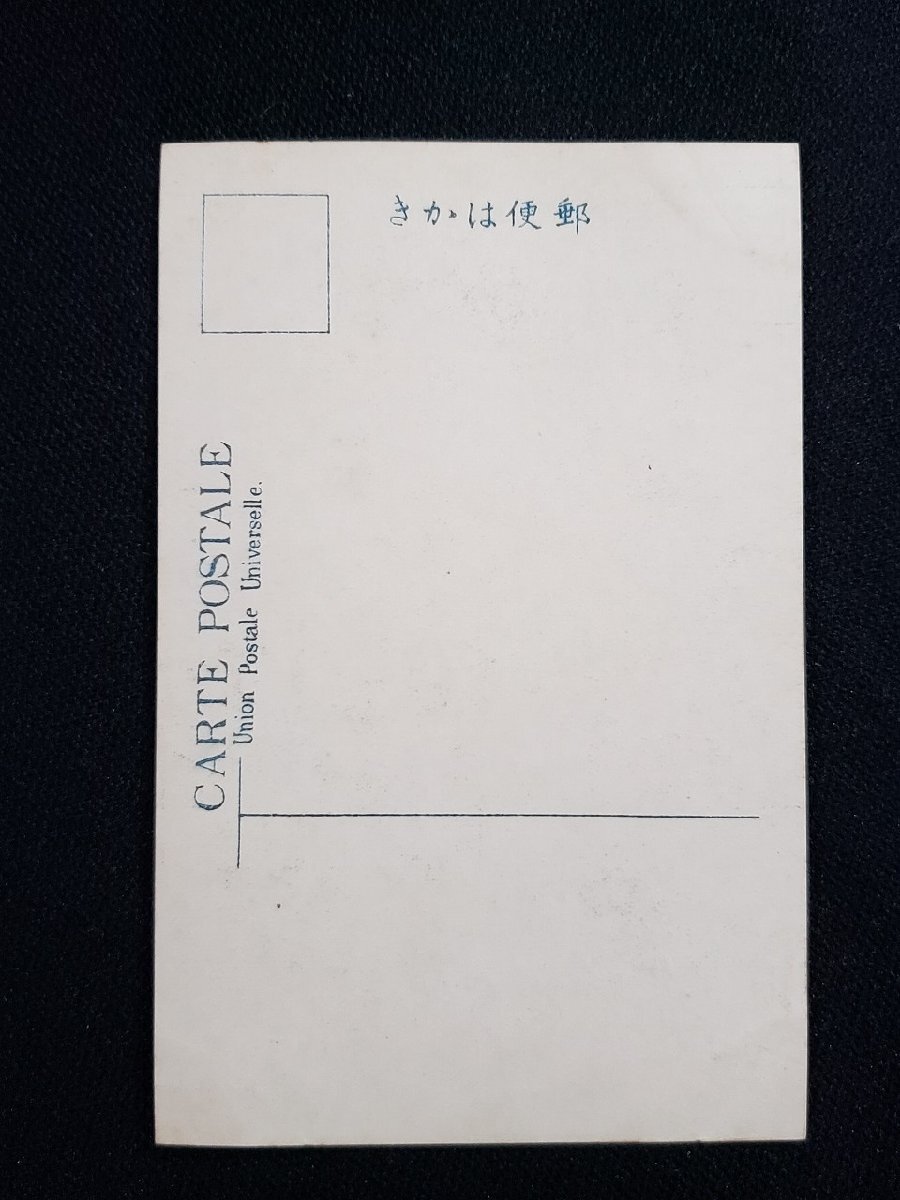 郵便はかき
CARTE POSTALE
Union Postale Universelle.